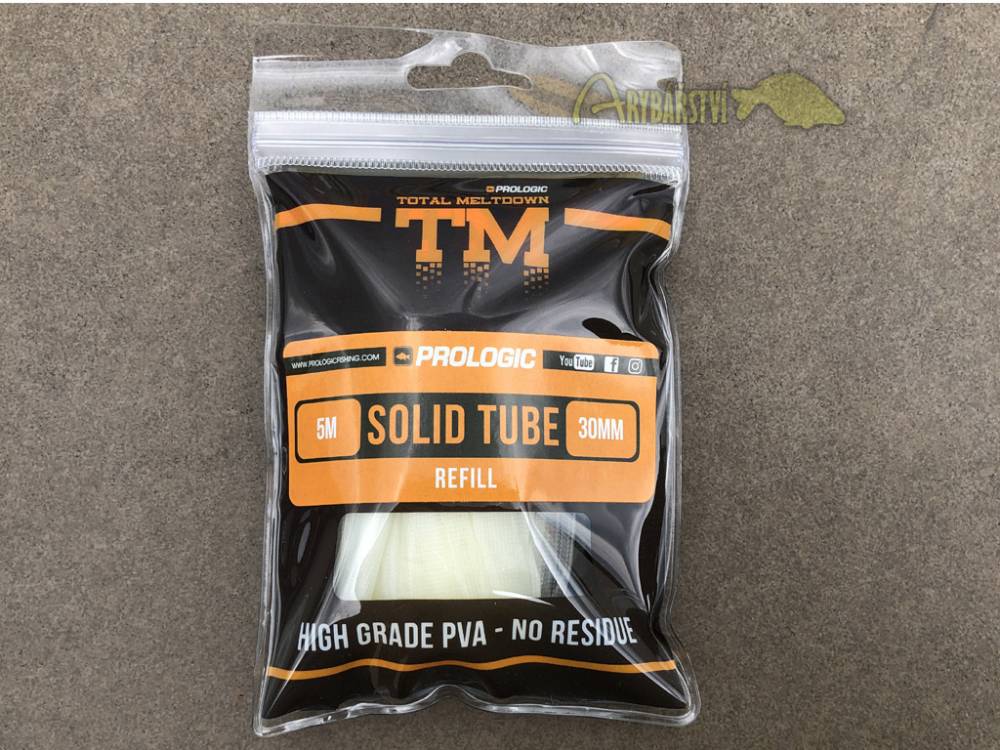 ARYBÁŘSTVÍ
PROLOGIC
TOTAL MELTDOWN
TM
WWW.PROLOGICFISHING.COM
PROLOGIC
YouTube
f
5M
SOLID TUBE
30MM
REFILL
HIGH GRADE PVA - NO RESIDUE